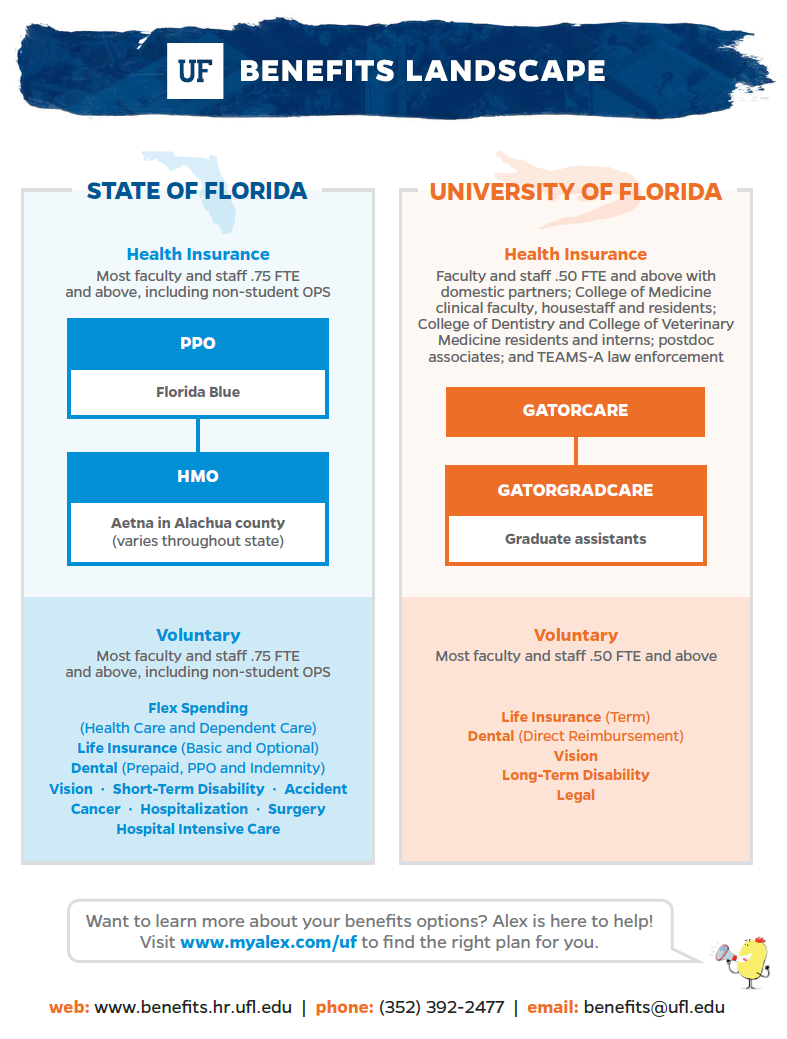 UF BENEFITS LANDSCAPE
STATE OF FLORIDA
Health Insurance
Most faculty and staff .75 FTE
and above, including non-student OPS
PPO
Florida Blue
HMO
Aetna in Alachua county
(varies throughout state)
Voluntary
Most faculty and staff .75 FTE
and above, including non-student OPS
Flex Spending
(Health Care and Dependent Care)
Life Insurance (Basic and Optional)
Dental (Prepaid, PPO and Indemnity)
Vision · Short-Term Disability · Accident
Cancer · Hospitalization · Surgery
Hospital Intensive Care
UNIVERSITY OF FLORIDA
Health Insurance
Faculty and staff .50 FTE and above with
domestic partners; College of Medicine
clinical faculty, housestaff and residents;
College of Dentistry and College of Veterinary
Medicine residents and interns; postdoc
associates; and TEAMS-A law enforcement
GATORCARE
GATORGRADCARE
Graduate assistants
Voluntary
Most faculty and staff .50 FTE and above
Life Insurance (Term)
Dental (Direct Reimbursement)
Vision
Long-Term Disability
Legal
Want to learn more about your benefits options? Alex is here to help!
Visit www.myalex.com/uf to find the right plan for you.
web: www.benefits.hr.ufl.edu | phone: (352) 392-2477 | email: benefits@ufl.edu